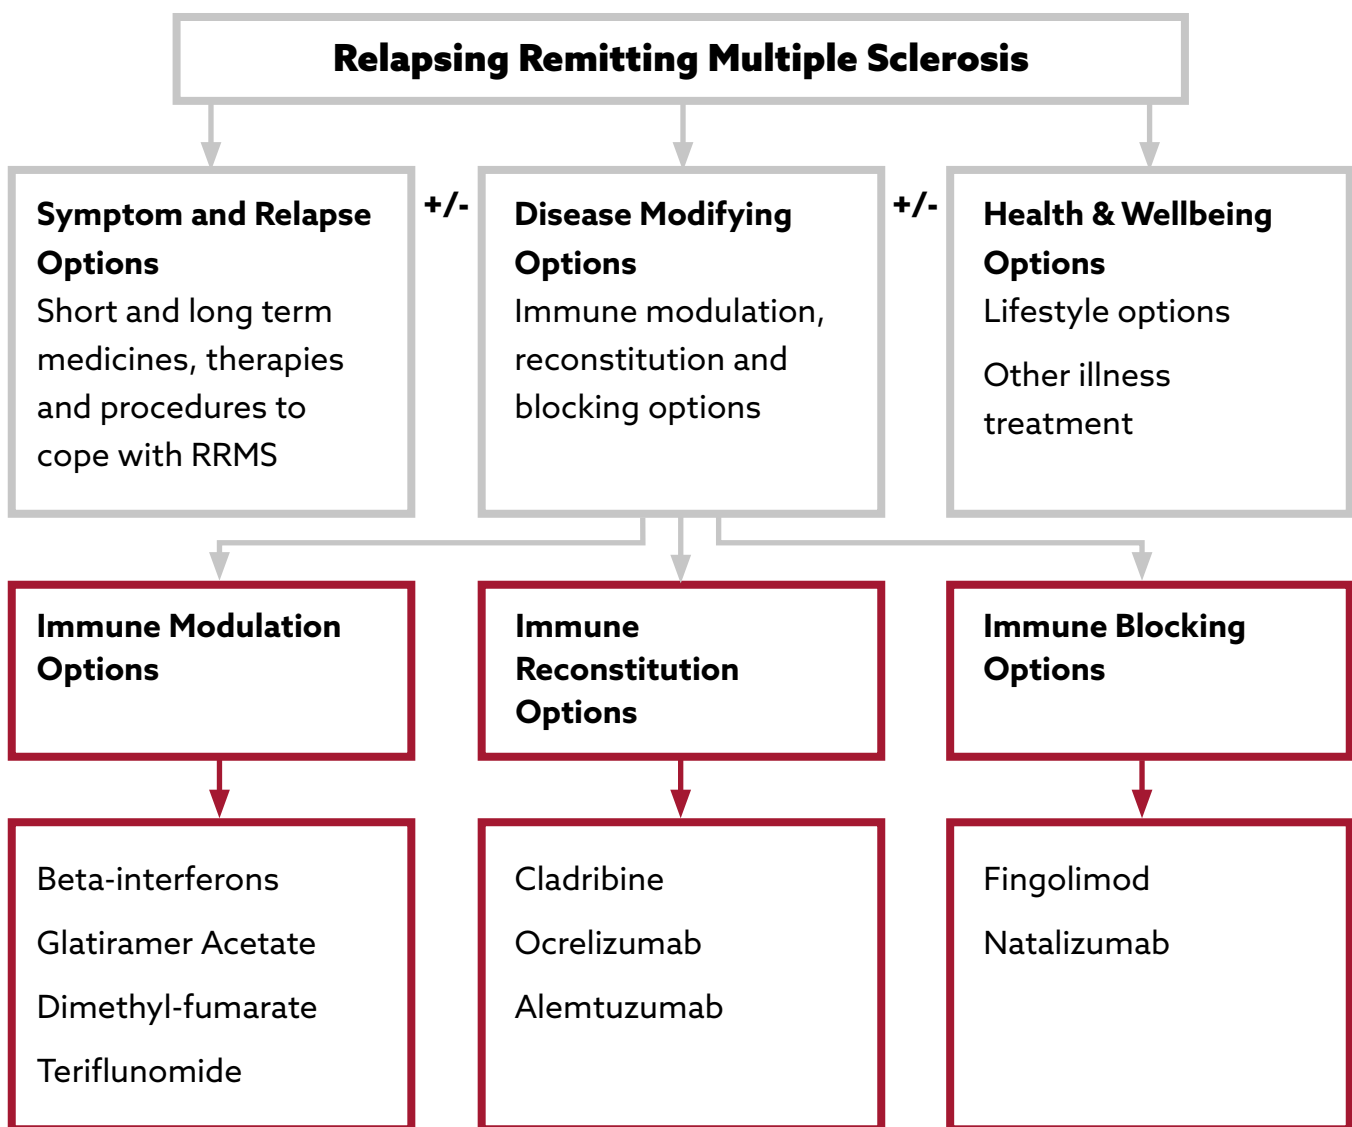 Relapsing Remitting Multiple Sclerosis
Symptom and Relapse
Options
Short and long term
medicines, therapies
and procedures to
cope with RRMS
+/-
Disease Modifying
Options
Immune modulation,
reconstitution and
blocking options
+/-
Health & Wellbeing
Options
Lifestyle options
Other illness
treatment
Immune Modulation
Options
Immune
Reconstitution
Options
Immune Blocking
Options
Beta-interferons
Glatiramer Acetate
Dimethyl-fumarate
Teriflunomide
Cladribine
Ocrelizumab
Alemtuzumab
Fingolimod
Natalizumab